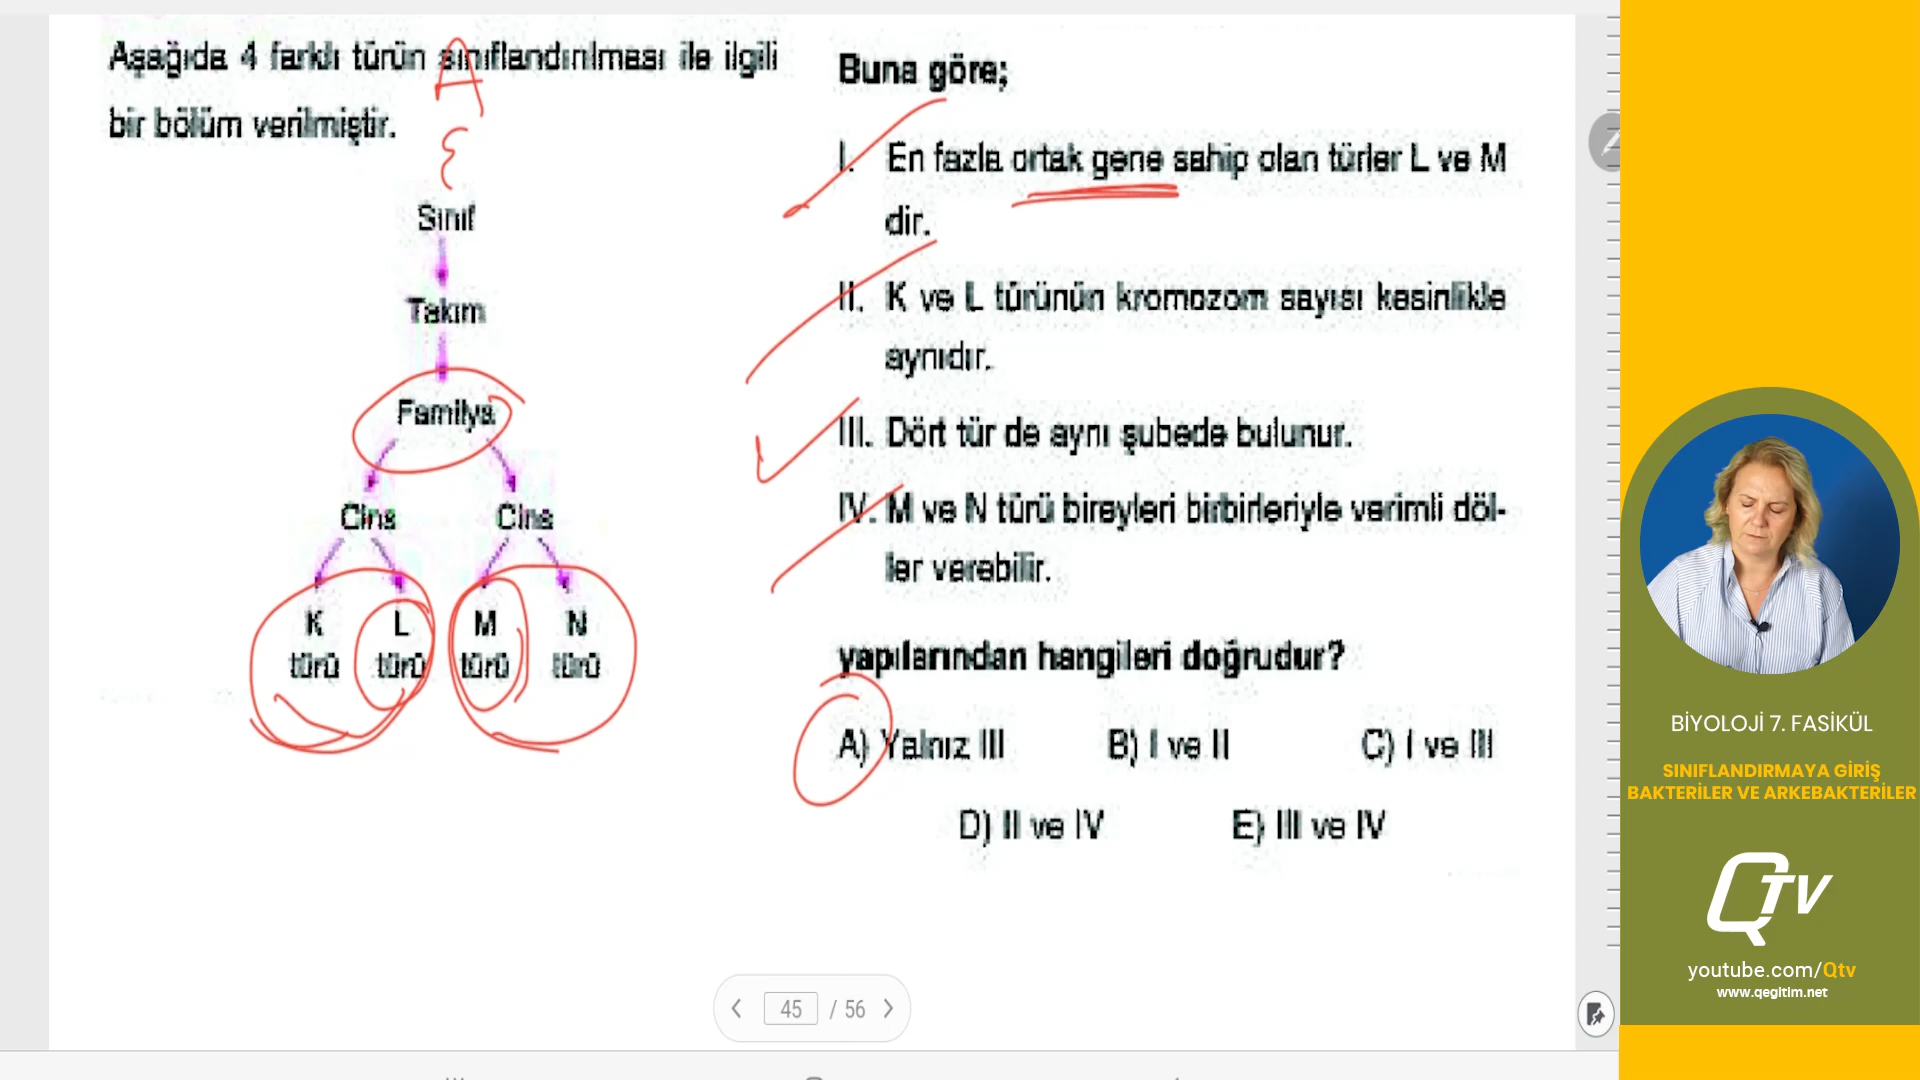 Aşağıda 4 farklı türün sınıflandırılması ile ilgili
bir bölüm verilmiştir.
A
Ɛ
Sınıf
Takım
Familya
Cins Cins
K L M N
türü türü türü türü
Buna göre;
I. En fazla ortak gene sahip olan türler L ve M
dir.
II. K ve L türünün kromozom sayısı kesinlikle
aynıdır.
III. Dört tür de aynı şubede bulunur.
IV. M ve N türü bireyleri birbirleriyle verimli döl-
ler verebilir.
yapılarından hangileri doğrudur?
A) Yalnız III B) I ve II C) I ve III
D) II ve IV E) III ve IV
45 / 56
BİYOLOJİ 7. FASİKÜL
SINIFLANDIRMAYA GİRİŞ
BAKTERİLER VE ARKEBAKTERİLER
QTV
youtube.com/Qtv
www.qegitim.net